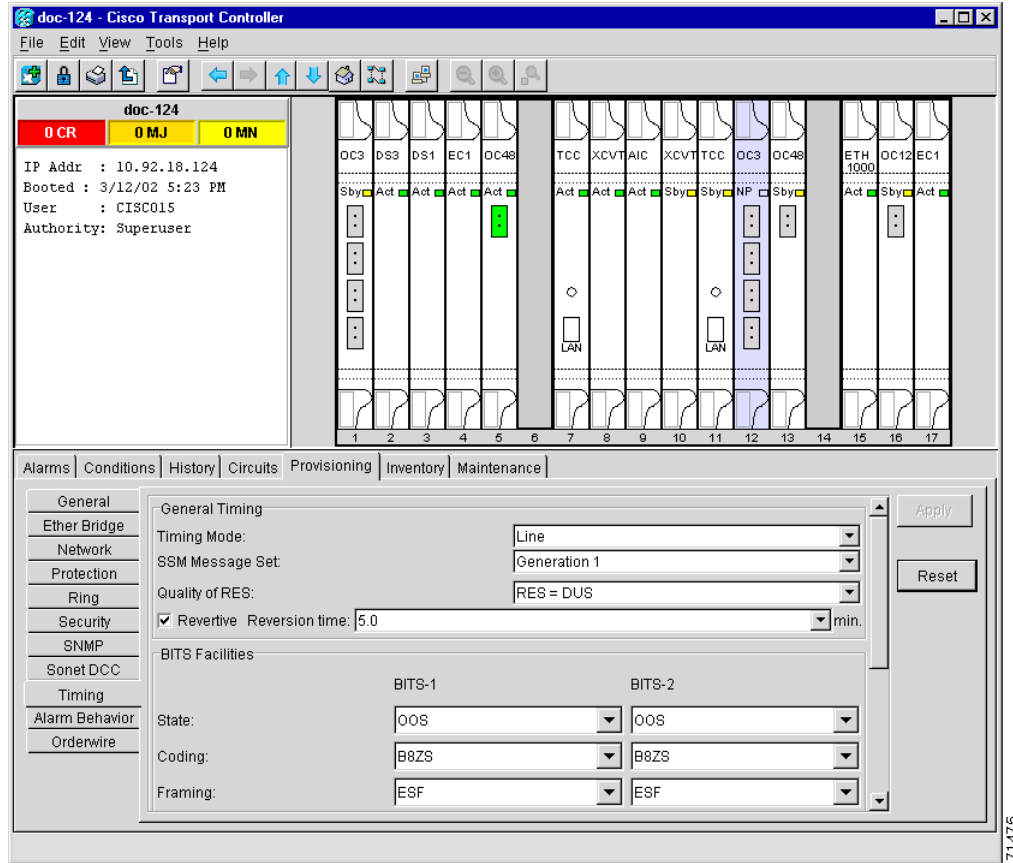 doc-124 - Cisco Transport Controller
File Edit View Tools Help
doc-124
0 CR 0 MJ 0 MN
IP Addr : 10.92.18.124
Booted : 3/12/02 5:23 PM
User : CISCO15
Authority: Superuser
OC3 DS3 DS1 EC1 OC48 TCC XCVT AIC XCVT TCC OC3 OC48 ETH 1000 OC12 EC1
Sby Act Act Act Act Act Act Act Sby Sby NP Sby Act Sby Act
LAN LAN
1 2 3 4 5 6 7 8 9 10 11 12 13 14 15 16 17
Alarms Conditions History Circuits Provisioning Inventory Maintenance
General
Ether Bridge
Network
Protection
Ring
Security
SNMP
Sonet DCC
Timing
Alarm Behavior
Orderwire
General Timing
Timing Mode: Line
SSM Message Set: Generation 1
Quality of RES: RES = DUS
Revertive Reversion time: 5.0 min.
BITS Facilities
BITS-1 BITS-2
State: OOS OOS
Coding: B8ZS B8ZS
Framing: ESF ESF
Apply
Reset
71475